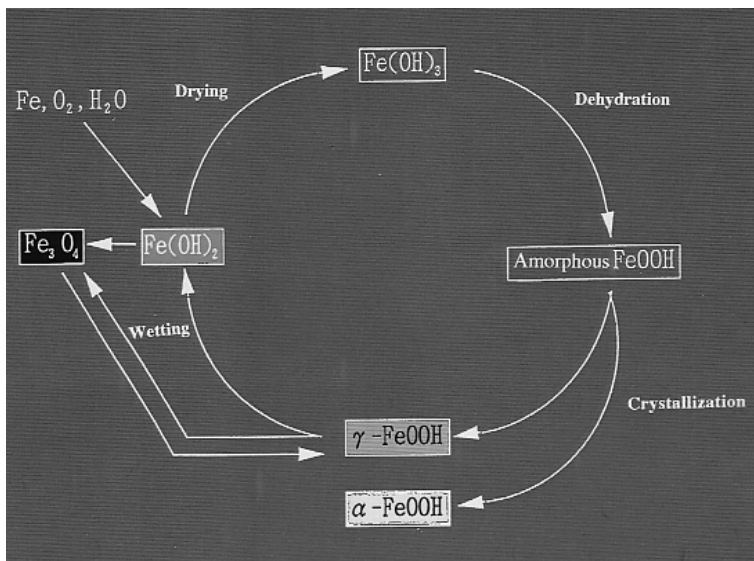 Fe(OH)₃
Drying
Dehydration
Fe, O₂, H₂O
Fe₃O₄
Fe(OH)₂
Amorphous FeOOH
Wetting
Crystallization
γ-FeOOH
α-FeOOH